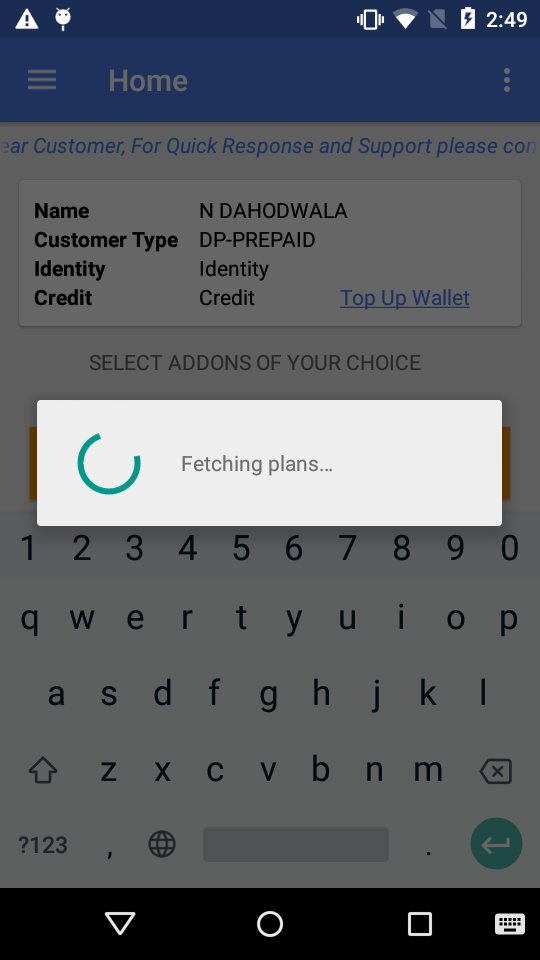 2:49
Home
ear Customer, For Quick Response and Support please con
Name N DAHODWALA
Customer Type DP-PREPAID
Identity Identity
Credit Credit Top Up Wallet
SELECT ADDONS OF YOUR CHOICE
Fetching plans...
1 2 3 4 5 6 7 8 9 0
q w e r t y u i o p
a s d f g h j k l
z x c v b n m
?123 , .